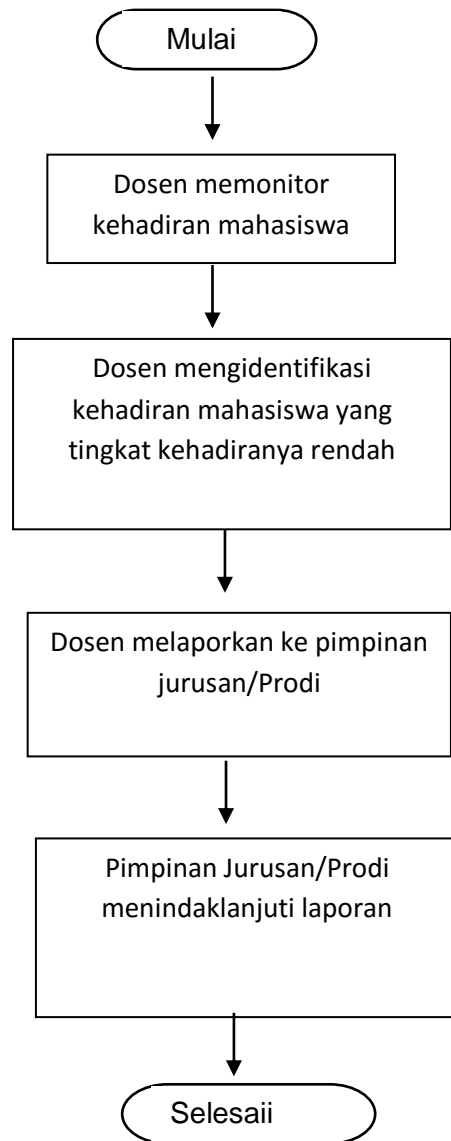 Mulai
Dosen memonitor
kehadiran mahasiswa
Dosen mengidentifikasi
kehadiran mahasiswa yang
tingkat kehadiranya rendah
Dosen melaporkan ke pimpinan
jurusan/Prodi
Pimpinan Jurusan/Prodi
menindaklanjuti laporan
Selesaii